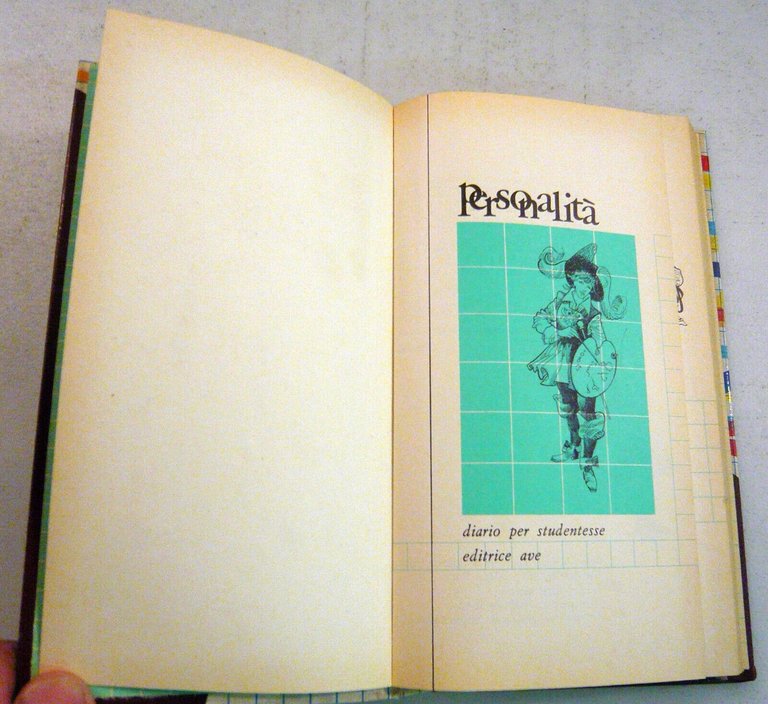 personalità
diario per studentesse
editrice ave